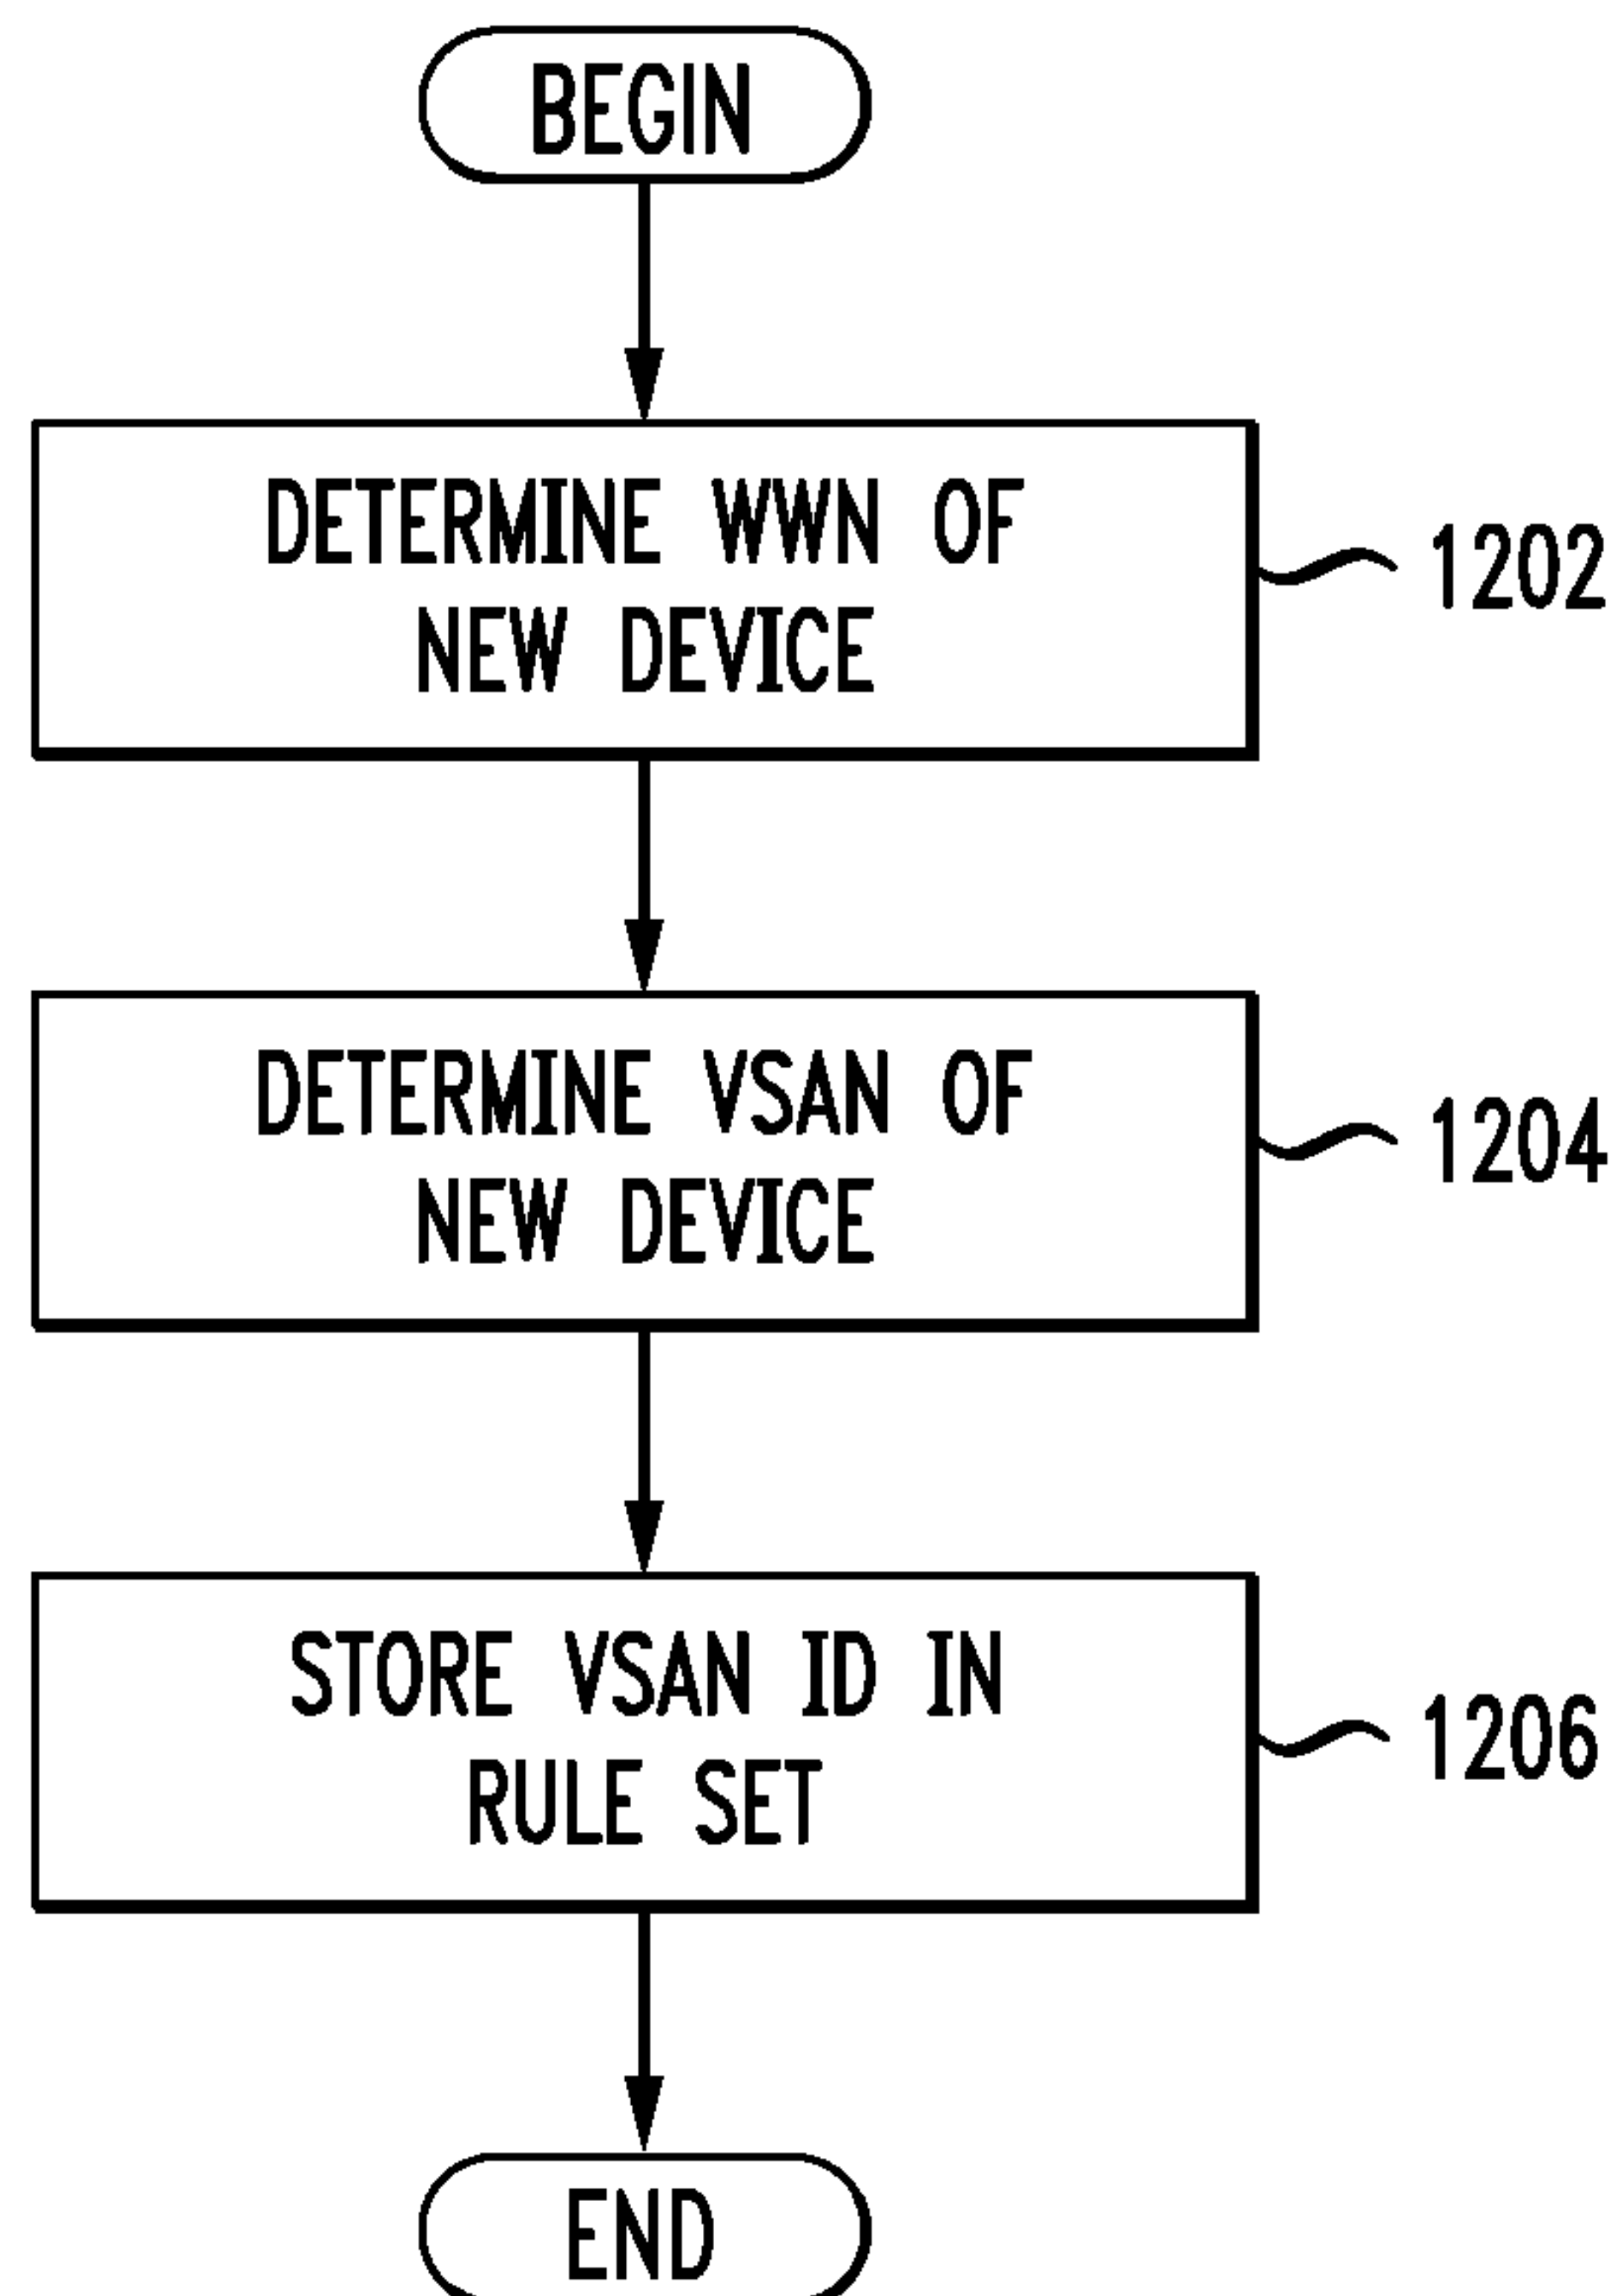 BEGIN
DETERMINE WWN OF
NEW DEVICE
1202
DETERMINE VSAN OF
NEW DEVICE
1204
STORE VSAN ID IN
RULE SET
1206
END